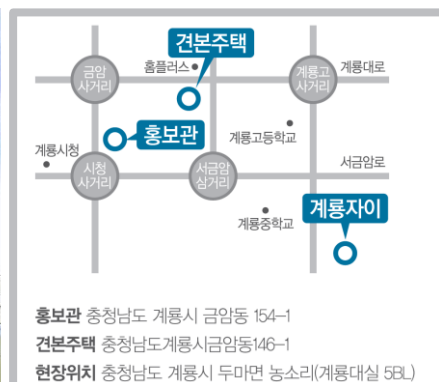 견본주택
홈플러스
금암
사거리
계룡고
사거리
계룡대로
홍보관
계룡고등학교
계룡시청
시청
사거리
서금암
삼거리
서금암로
계룡자이
계룡중학교
홍보관 충청남도 계룡시 금암동 154-1
견본주택 충청남도계룡시금암동146-1
현장위치 충청남도 계룡시 두마면 농소리(계룡대실 5BL)